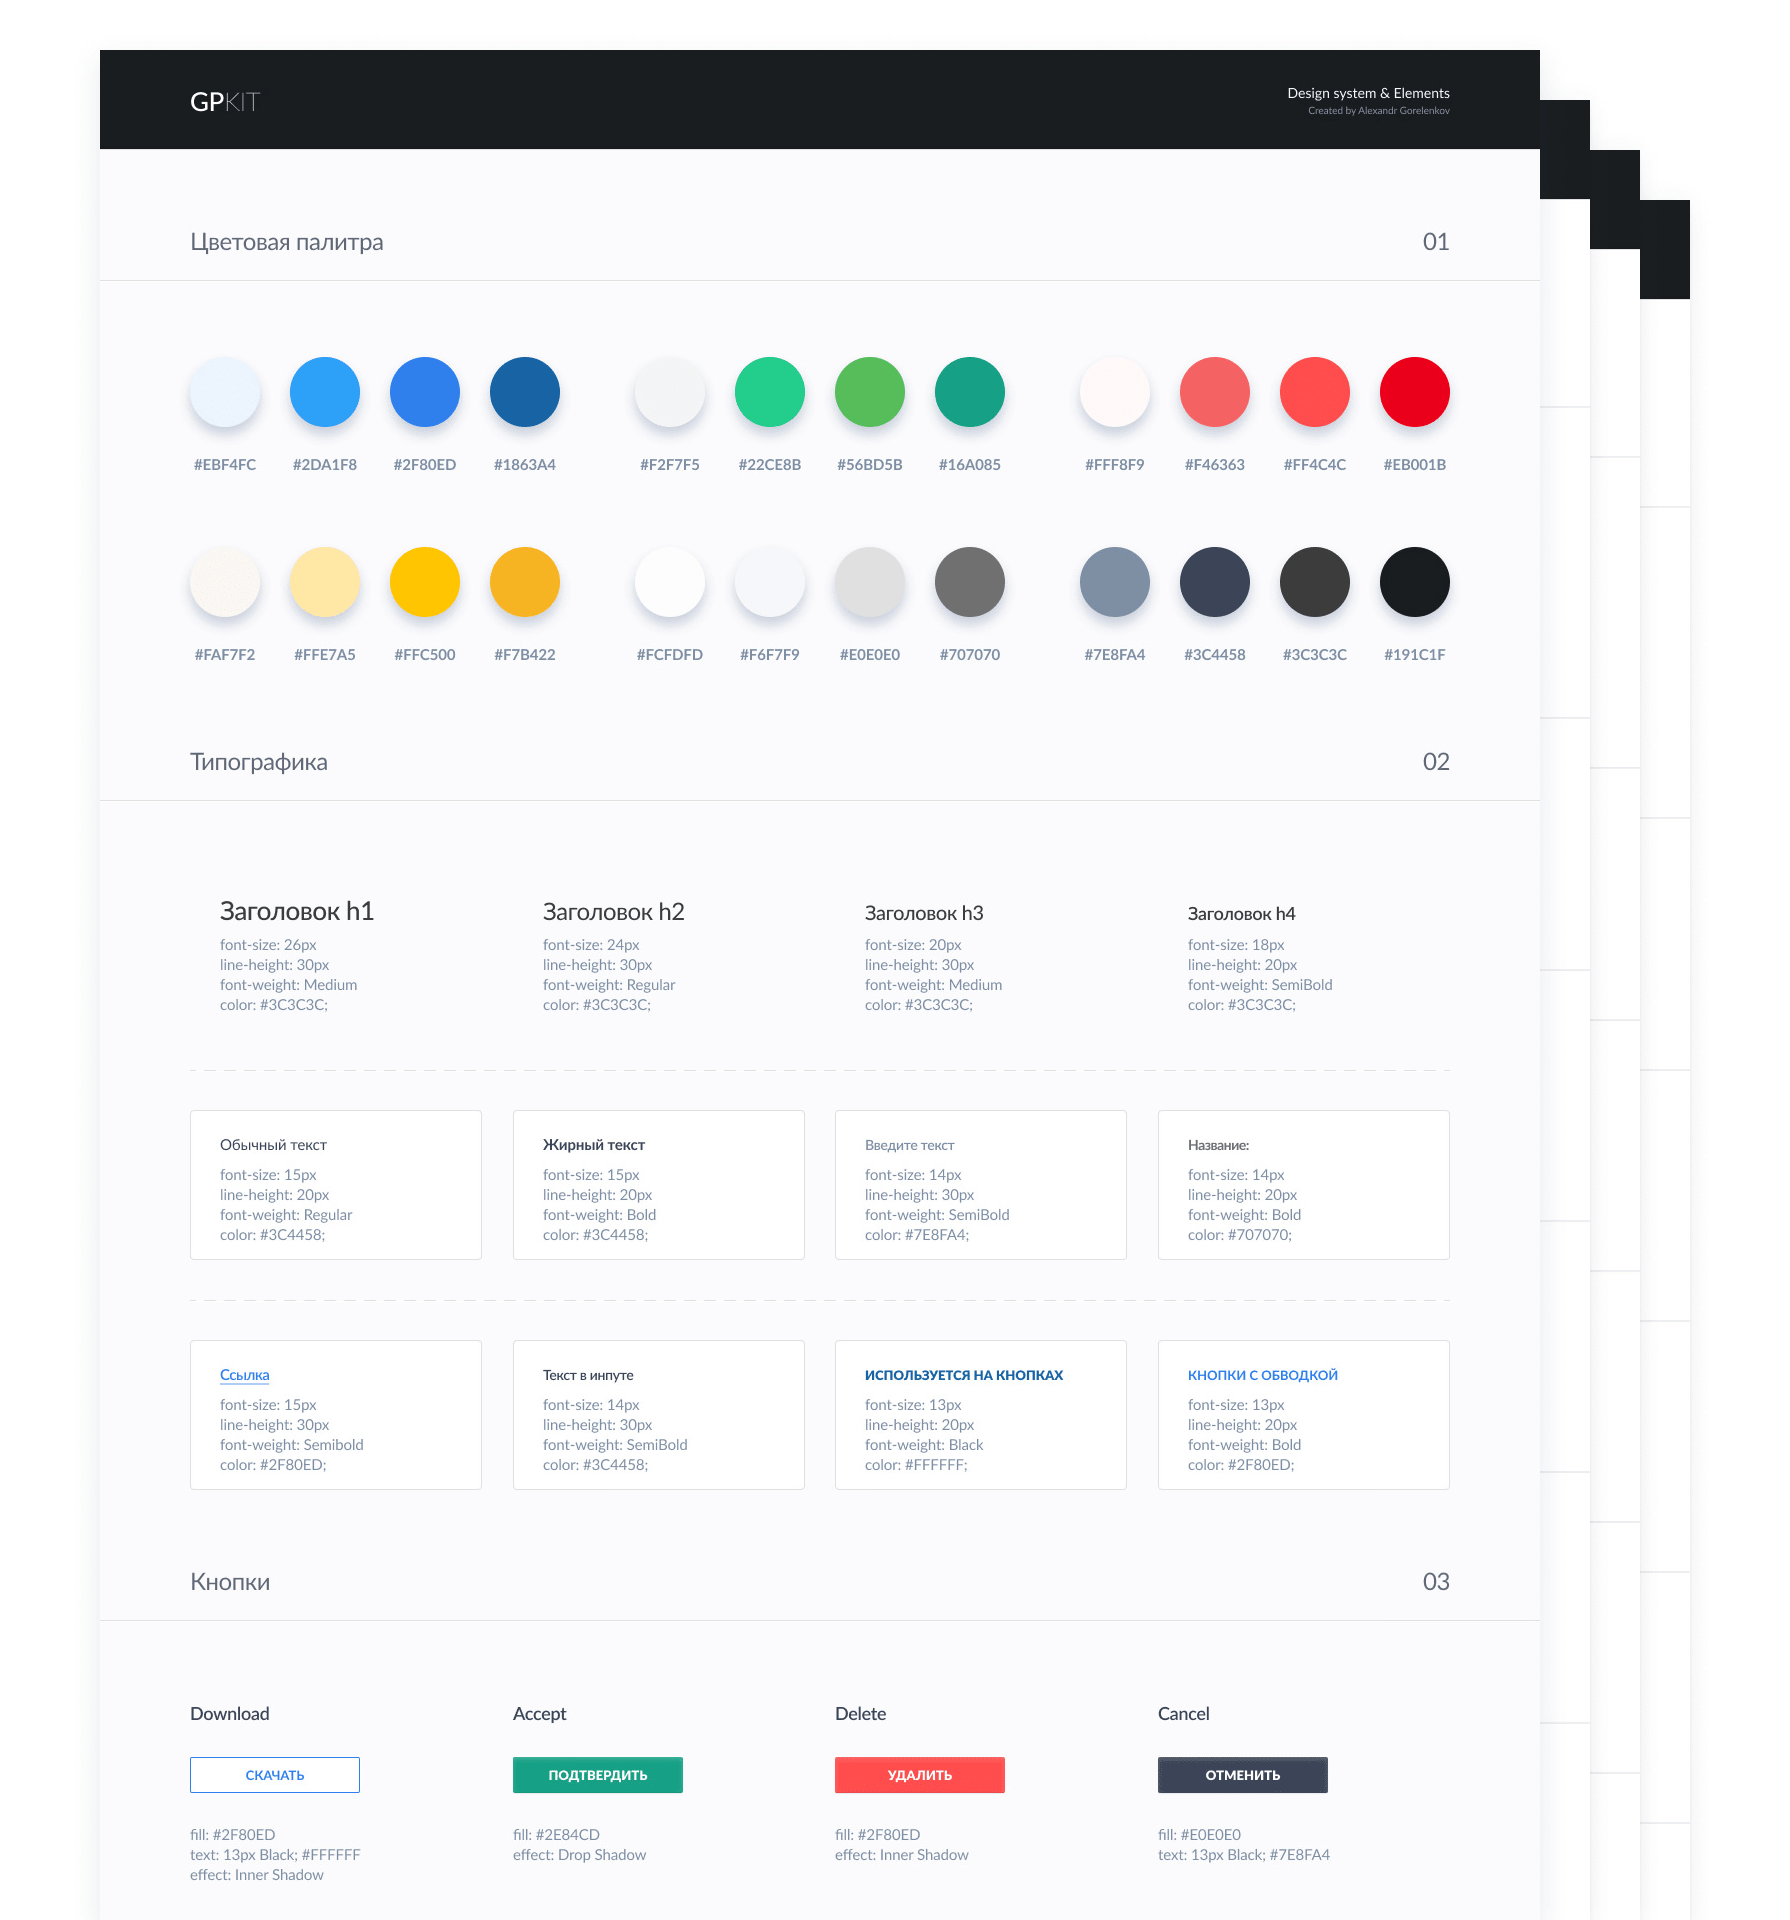 GPKIT
Design system & Elements
Created by Alexandr Gorelenkov
Цветовая палитра
01
#EBF4FC
#2DA1F8
#2F80ED
#1863A4
#F2F7F5
#22CE8B
#56BD5B
#16A085
#FFF8F9
#F46363
#FF4C4C
#EB001B
#FAF7F2
#FFE7A5
#FFC500
#F7B422
#FCFDFD
#F6F7F9
#E0E0E0
#707070
#7E8FA4
#3C4458
#3C3C3C
#191C1F
Типографика
02
Заголовок h1
font-size: 26px
line-height: 30px
font-weight: Medium
color: #3C3C3C;
Заголовок h2
font-size: 24px
line-height: 30px
font-weight: Regular
color: #3C3C3C;
Заголовок h3
font-size: 20px
line-height: 30px
font-weight: Medium
color: #3C3C3C;
Заголовок h4
font-size: 18px
line-height: 20px
font-weight: SemiBold
color: #3C3C3C;
Обычный текст
font-size: 15px
line-height: 20px
font-weight: Regular
color: #3C4458;
Жирный текст
font-size: 15px
line-height: 20px
font-weight: Bold
color: #3C4458;
Введите текст
font-size: 14px
line-height: 30px
font-weight: SemiBold
color: #7E8FA4;
Название:
font-size: 14px
line-height: 20px
font-weight: Bold
color: #707070;
Ссылка
font-size: 15px
line-height: 30px
font-weight: Semibold
color: #2F80ED;
Текст в инпуте
font-size: 14px
line-height: 30px
font-weight: SemiBold
color: #3C4458;
ИСПОЛЬЗУЕТСЯ НА КНОПКАХ
font-size: 13px
line-height: 20px
font-weight: Black
color: #FFFFFF;
КНОПКИ С ОБВОДКОЙ
font-size: 13px
line-height: 20px
font-weight: Bold
color: #2F80ED;
Кнопки
03
Download
СКАЧАТЬ
fill: #2F80ED
text: 13px Black; #FFFFFF
effect: Inner Shadow
Accept
ПОДТВЕРДИТЬ
fill: #2E84CD
effect: Drop Shadow
Delete
УДАЛИТЬ
fill: #2F80ED
effect: Inner Shadow
Cancel
ОТМЕНИТЬ
fill: #E0E0E0
text: 13px Black; #7E8FA4